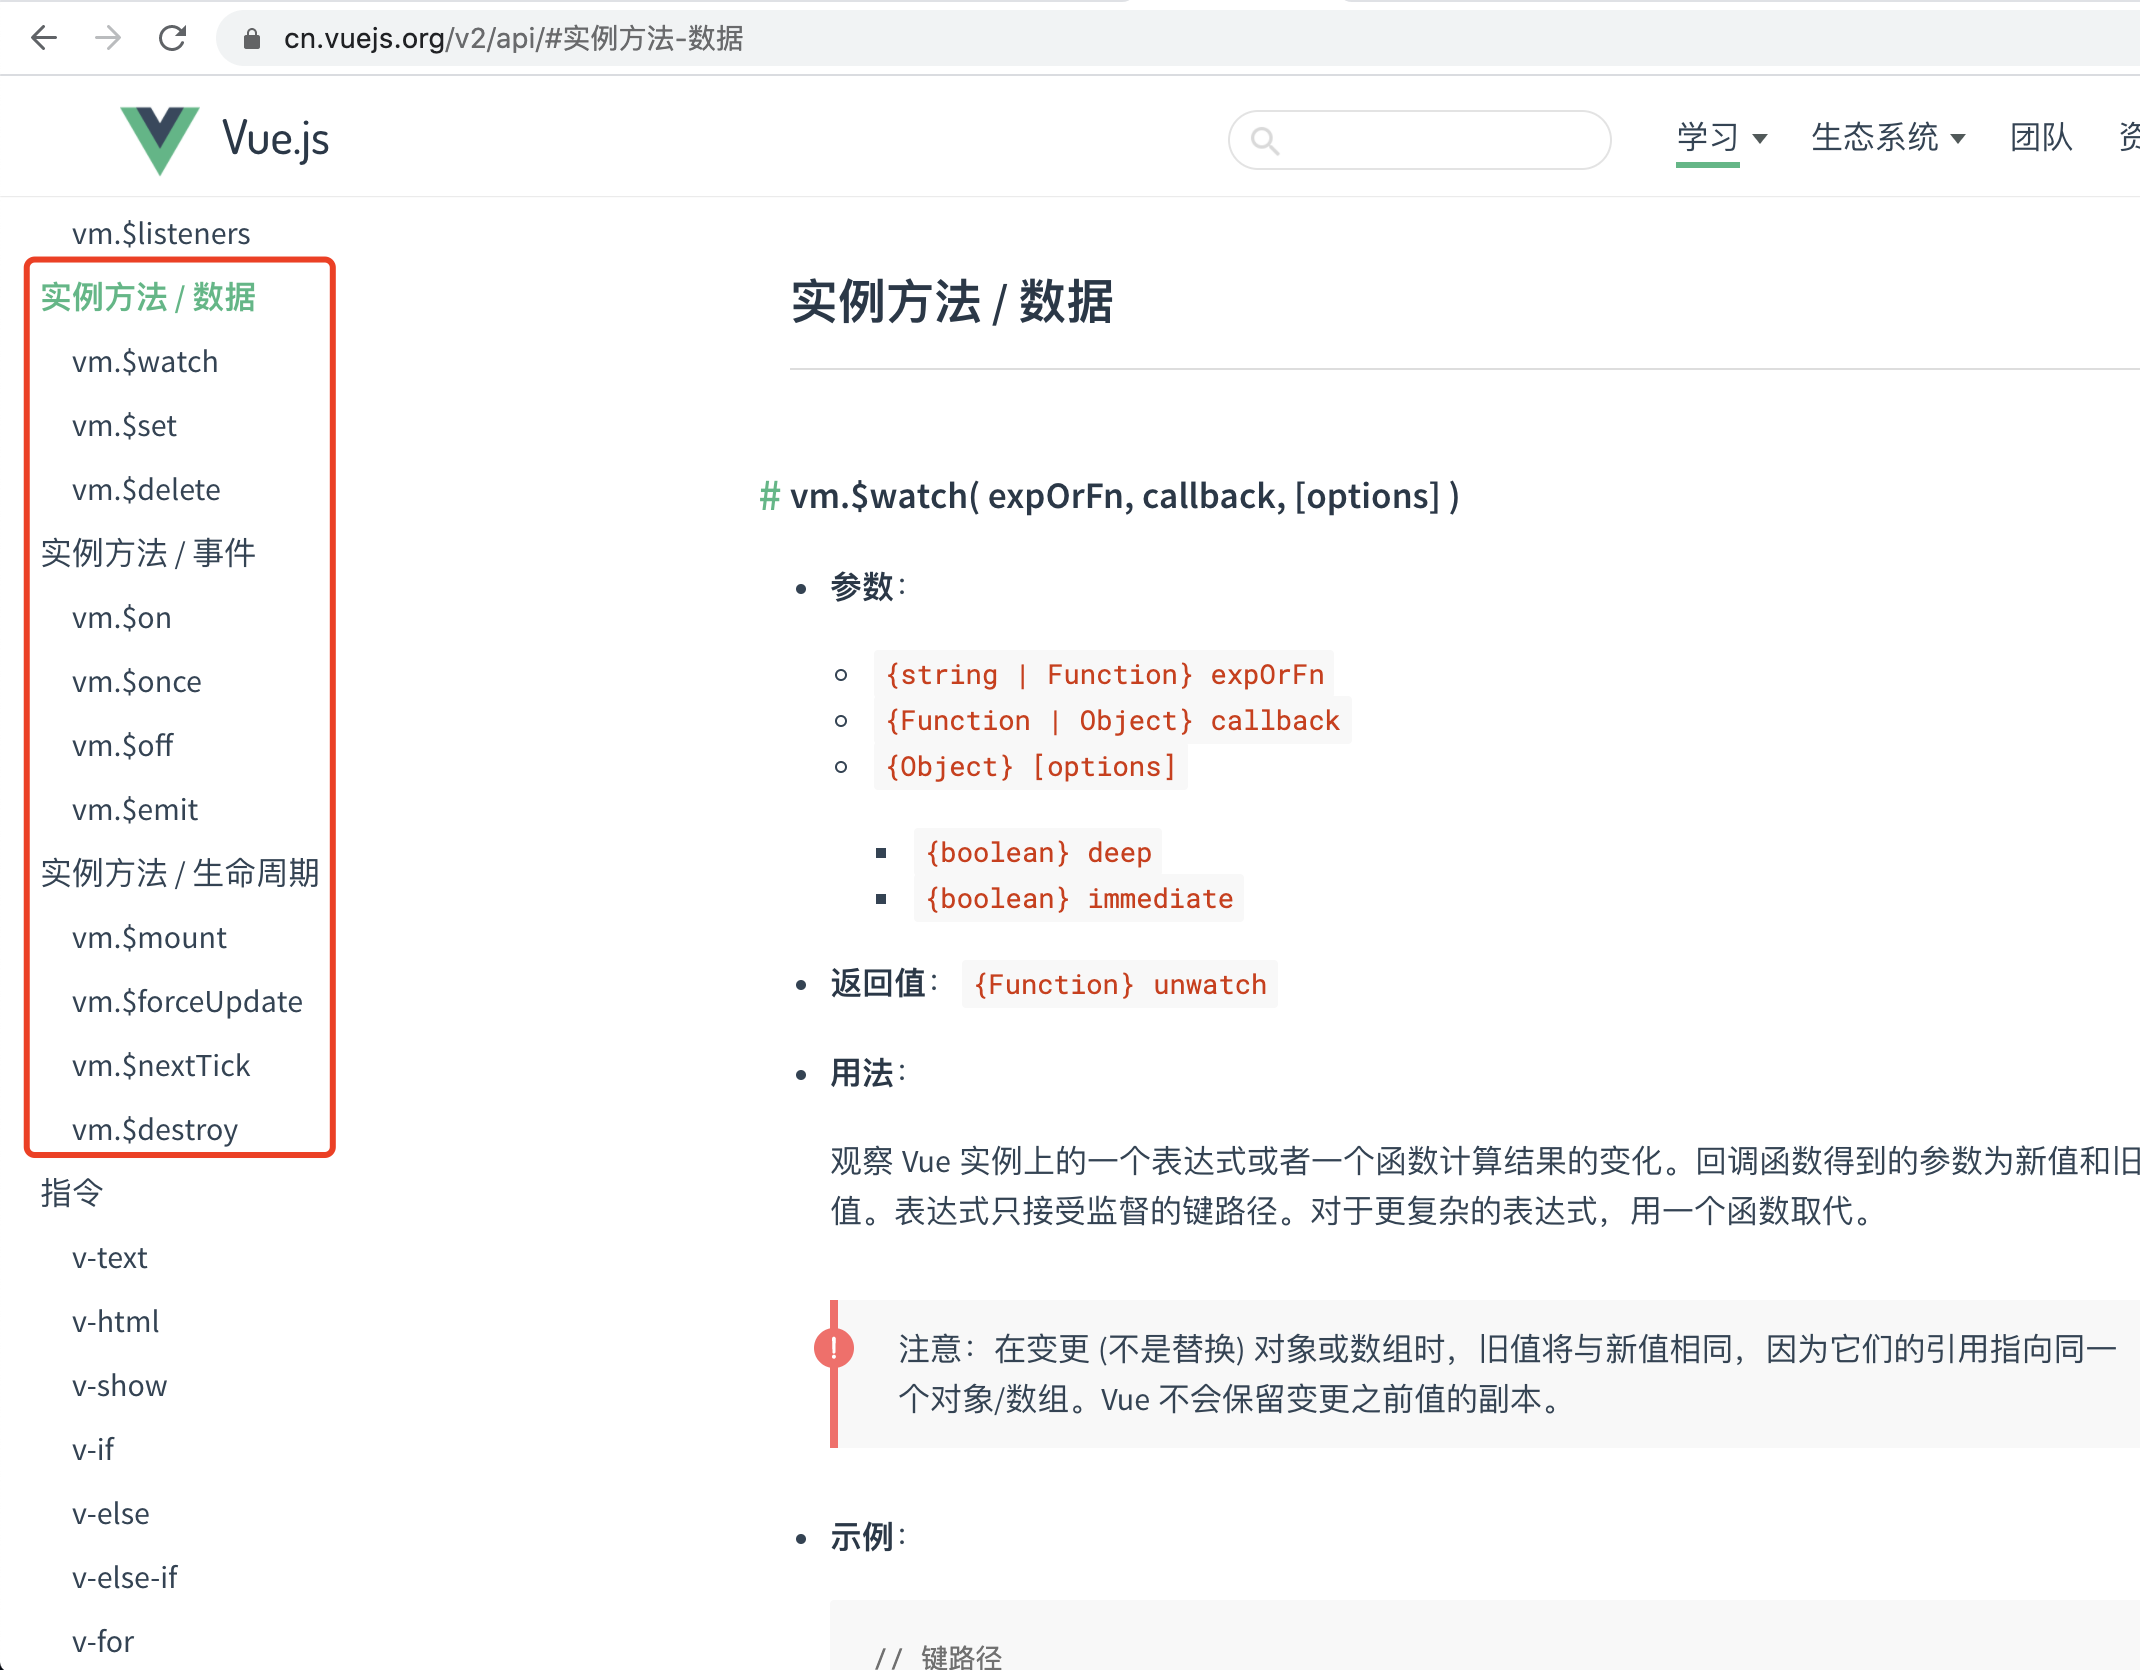 cn.vuejs.org/v2/api/#实例方法-数据
Vue.js
学习
生态系统
团队
vm.$listeners
实例方法 / 数据
vm.$watch
vm.$set
vm.$delete
实例方法 / 事件
vm.$on
vm.$once
vm.$off
vm.$emit
实例方法 / 生命周期
vm.$mount
vm.$forceUpdate
vm.$nextTick
vm.$destroy
指令
v-text
v-html
v-show
v-if
v-else
v-else-if
v-for
实例方法 / 数据
# vm.$watch( expOrFn, callback, [options] )
参数：
{string | Function} expOrFn
{Function | Object} callback
{Object} [options]
{boolean} deep
{boolean} immediate
返回值： {Function} unwatch
用法：
观察 Vue 实例上的一个表达式或者一个函数计算结果的变化。回调函数得到的参数为新值和旧
值。表达式只接受监督的键路径。对于更复杂的表达式，用一个函数取代。
注意：在变更 (不是替换) 对象或数组时，旧值将与新值相同，因为它们的引用指向同一
个对象/数组。Vue 不会保留变更之前值的副本。
示例：
// 键路径